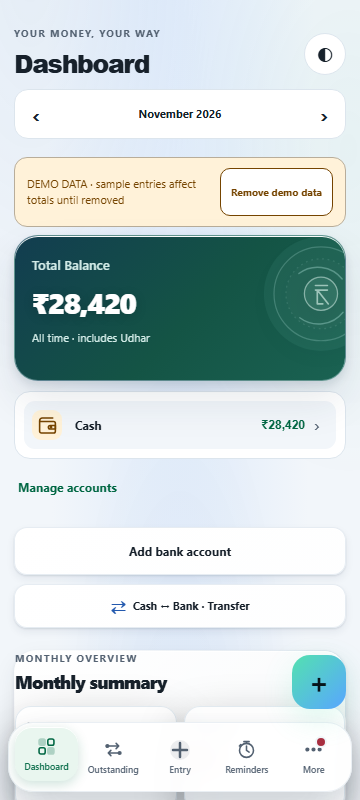 YOUR MONEY, YOUR WAY
Dashboard
November 2026
DEMO DATA · sample entries affect
totals until removed
Remove demo data
Total Balance
₹28,420
All time · includes Udhar
Cash
₹28,420
Manage accounts
Add bank account
Cash ↔ Bank · Transfer
MONTHLY OVERVIEW
Monthly summary
Dashboard
Outstanding
Entry
Reminders
More